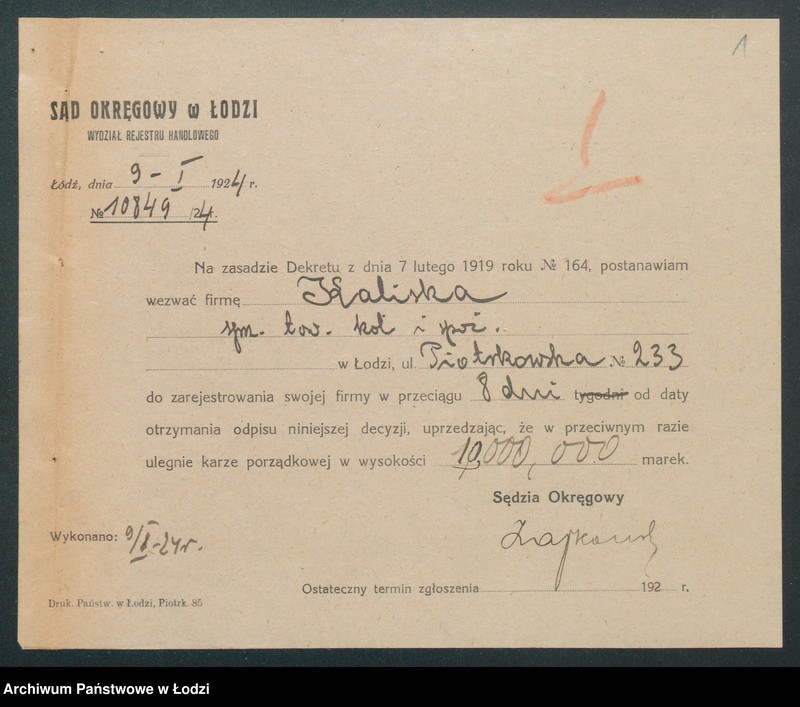 1
SĄD OKRĘGOWY w ŁODZI
WYDZIAŁ REJESTRU HANDLOWEGO
Łódź, dnia 9 - I 1924 r.
№ 10849 /24r.
Na zasadzie Dekretu z dnia 7 lutego 1919 roku № 164, postanawiam
wezwać firmę Kaliska
spn. tow. kol i spoż.
w Łodzi, ul. Piotrkowska № 233
do zarejestrowania swojej firmy w przeciągu 8 dni tygodni od daty
otrzymania odpisu niniejszej decyzji, uprzedzając, że w przeciwnym razie
ulegnie karze porządkowej w wysokości 10,000,000 marek.
Sędzia Okręgowy
Wykonano: 9/I-24r.
Ostateczny termin zgłoszenia 192 r.
Druk. Państw. w Łodzi, Piotrk. 85
Archiwum Państwowe w Łodzi